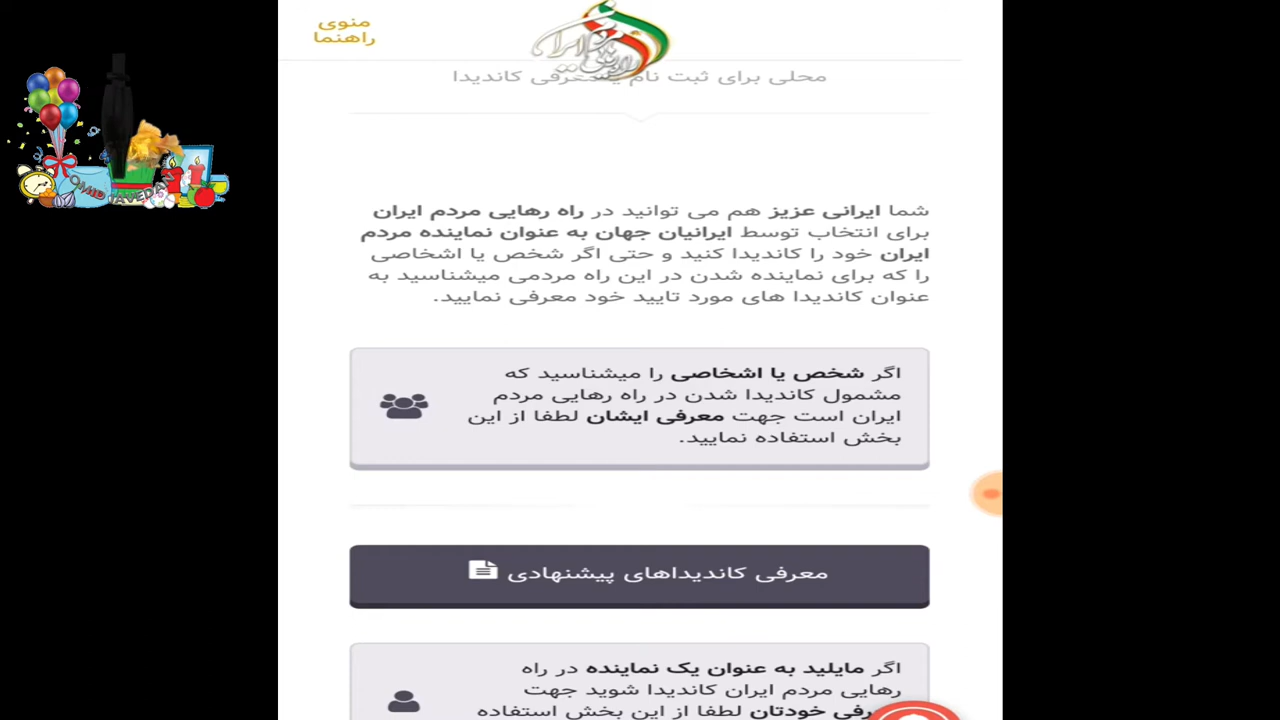 منوی
راهنما
محلی برای ثبت نام یا معرفی کاندیدا
OMID JAVEDAN
شما ایرانی عزیز هم می توانید در راه رهایی مردم ایران
برای انتخاب توسط ایرانیان جهان به عنوان نماینده مردم
ایران خود را کاندیدا کنید و حتی اگر شخص یا اشخاصی
را که برای نماینده شدن در این راه مردمی میشناسید به
عنوان کاندیدا های مورد تایید خود معرفی نمایید.
اگر شخص یا اشخاصی را میشناسید که
مشمول کاندیدا شدن در راه رهایی مردم
ایران است جهت معرفی ایشان لطفا از این
بخش استفاده نمایید.
معرفی کاندیداهای پیشنهادی
اگر مایلید به عنوان یک نماینده در راه
رهایی مردم ایران کاندیدا شوید جهت
خودتان لطفا از این بخش استفاده